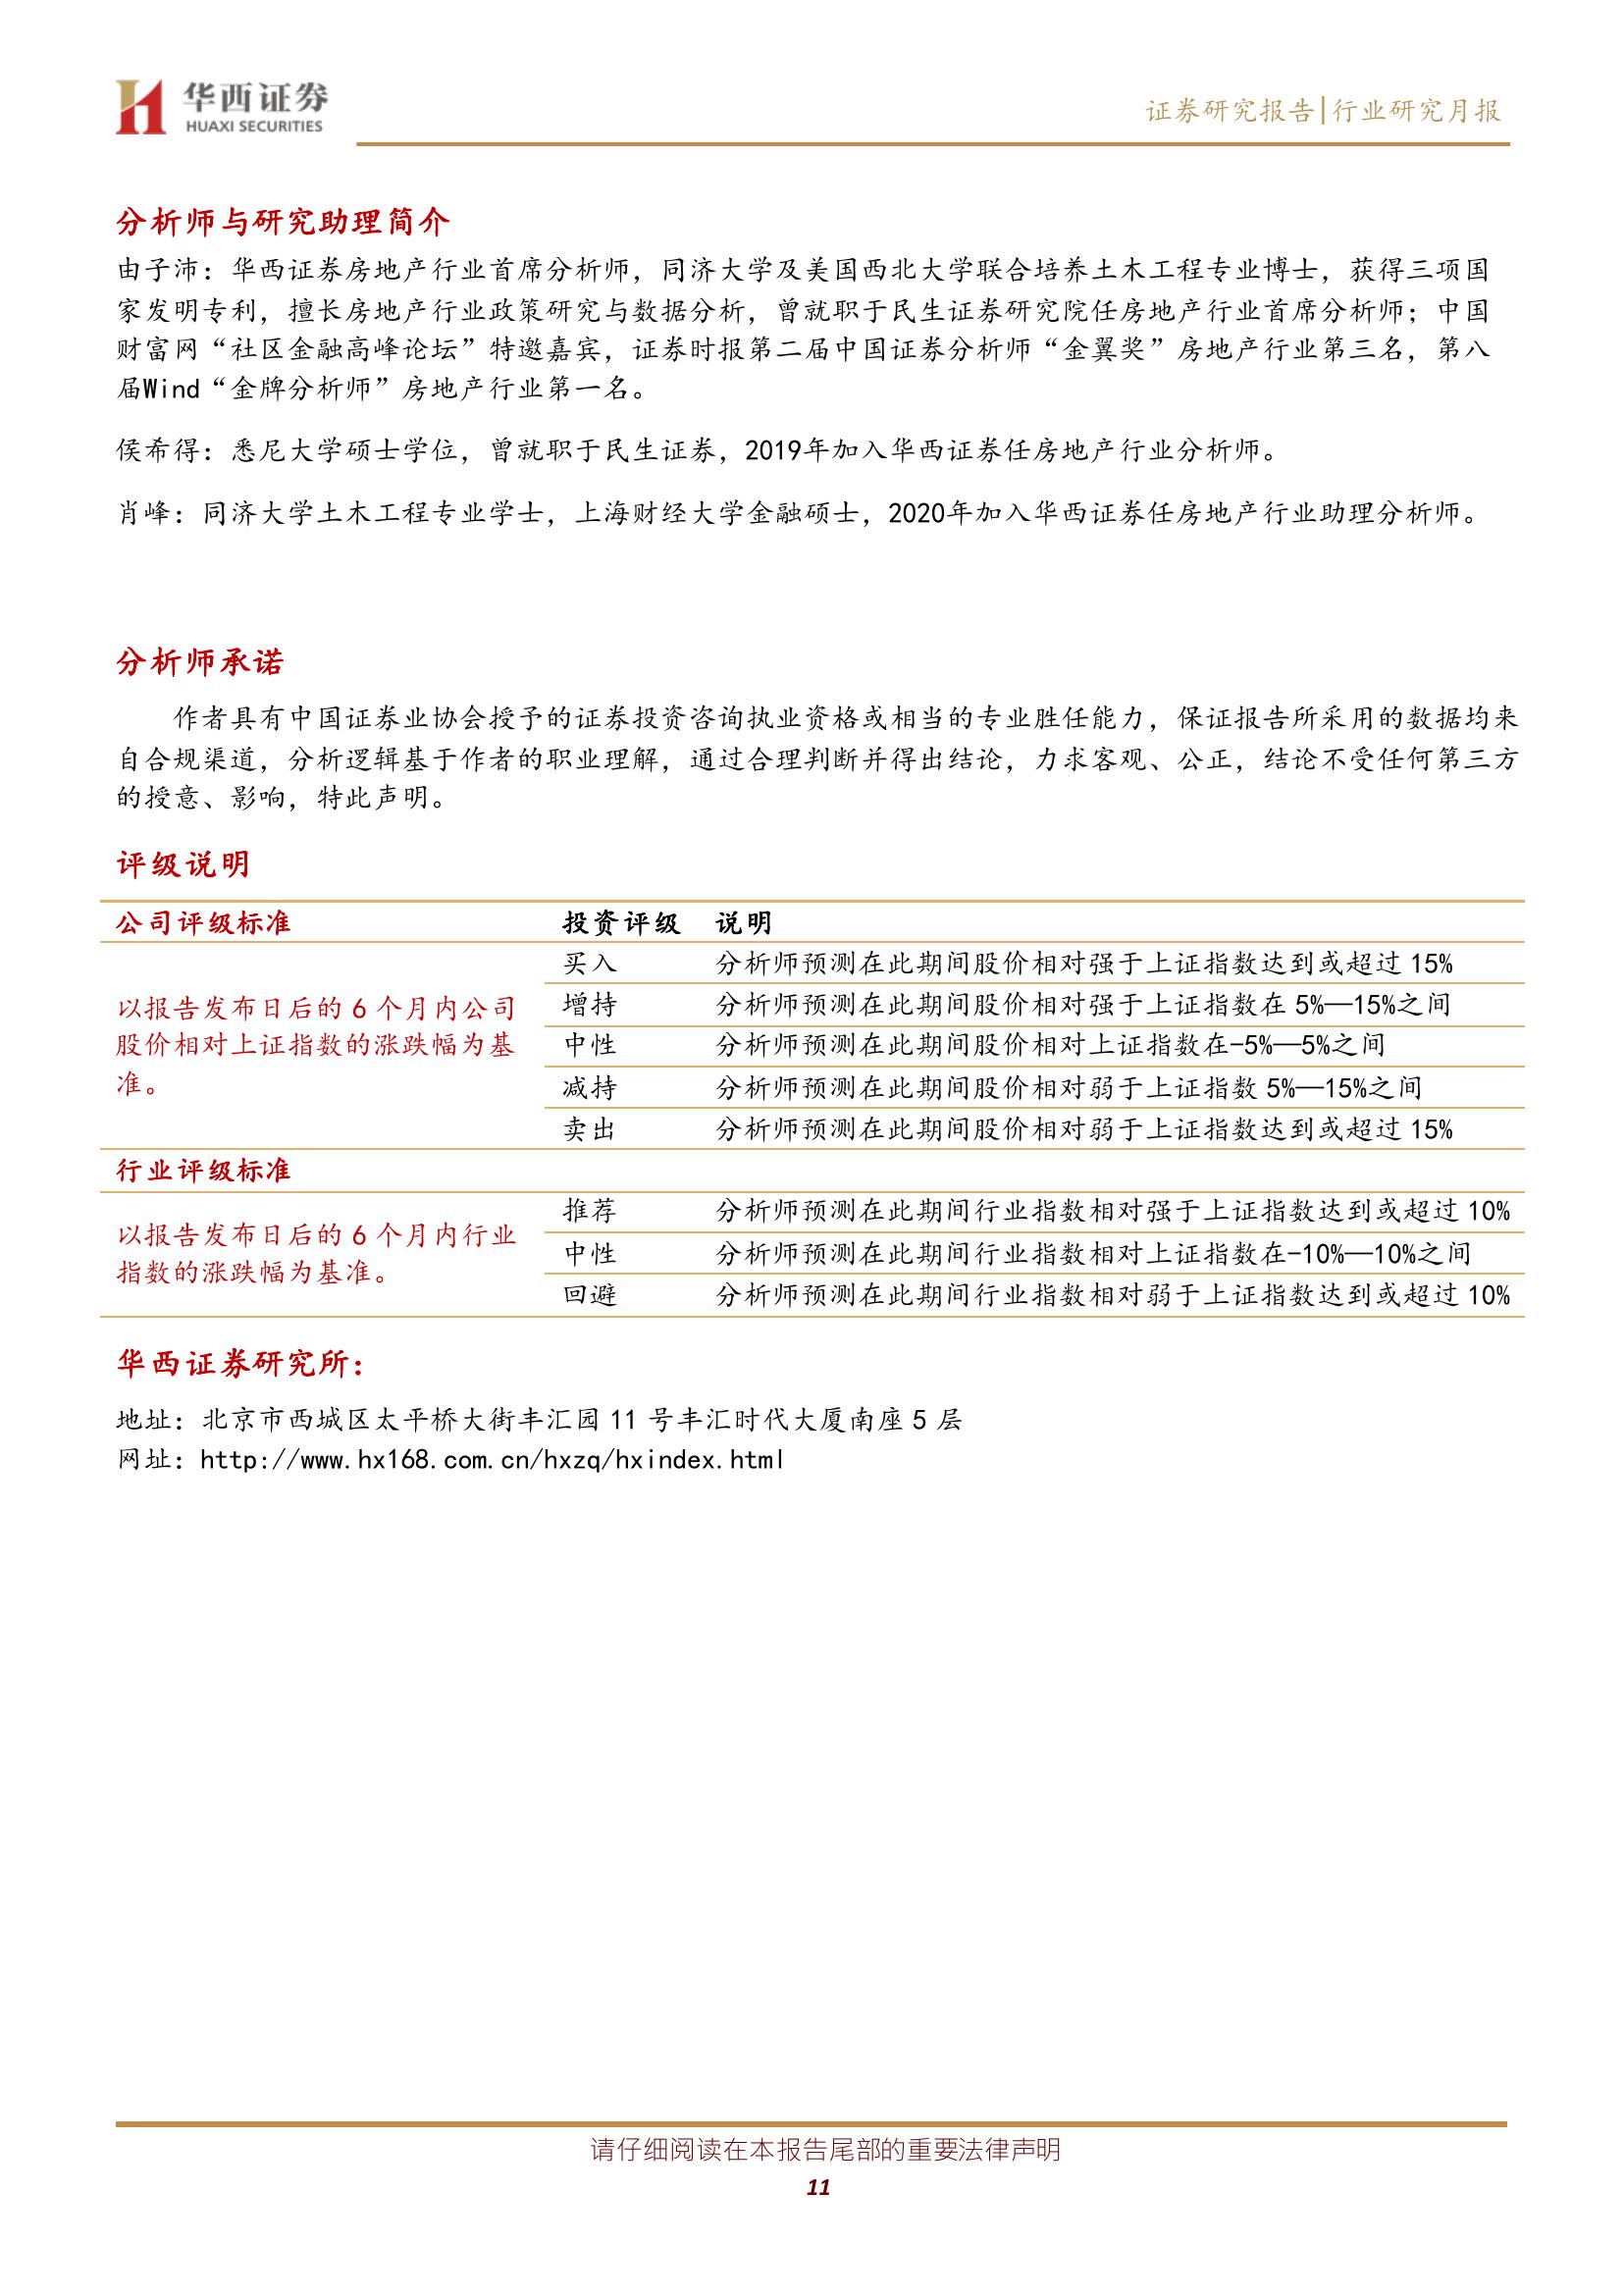 华西证券
HUAXI SECURITIES
证券研究报告|行业研究月报
分析师与研究助理简介
由子沛：华西证券房地产行业首席分析师，同济大学及美国西北大学联合培养土木工程专业博士，获得三项国
家发明专利，擅长房地产行业政策研究与数据分析，曾就职于民生证券研究院任房地产行业首席分析师；中国
财富网“社区金融高峰论坛”特邀嘉宾，证券时报第二届中国证券分析师“金翼奖”房地产行业第三名，第八
届Wind“金牌分析师”房地产行业第一名。
侯希得：悉尼大学硕士学位，曾就职于民生证券，2019年加入华西证券任房地产行业分析师。
肖峰：同济大学土木工程专业学士，上海财经大学金融硕士，2020年加入华西证券任房地产行业助理分析师。
分析师承诺
作者具有中国证券业协会授予的证券投资咨询执业资格或相当的专业胜任能力，保证报告所采用的数据均来
自合规渠道，分析逻辑基于作者的职业理解，通过合理判断并得出结论，力求客观、公正，结论不受任何第三方
的授意、影响，特此声明。
评级说明
公司评级标准 投资评级 说明
以报告发布日后的 6 个月内公司
股价相对上证指数的涨跌幅为基
准。
买入 分析师预测在此期间股价相对强于上证指数达到或超过 15%
增持 分析师预测在此期间股价相对强于上证指数在 5%—15%之间
中性 分析师预测在此期间股价相对上证指数在-5%—5%之间
减持 分析师预测在此期间股价相对弱于上证指数 5%—15%之间
卖出 分析师预测在此期间股价相对弱于上证指数达到或超过 15%
行业评级标准
以报告发布日后的 6 个月内行业
指数的涨跌幅为基准。
推荐 分析师预测在此期间行业指数相对强于上证指数达到或超过 10%
中性 分析师预测在此期间行业指数相对上证指数在-10%—10%之间
回避 分析师预测在此期间行业指数相对弱于上证指数达到或超过 10%
华西证券研究所：
地址：北京市西城区太平桥大街丰汇园 11 号丰汇时代大厦南座 5 层
网址：http://www.hx168.com.cn/hxzq/hxindex.html
请仔细阅读在本报告尾部的重要法律声明
11